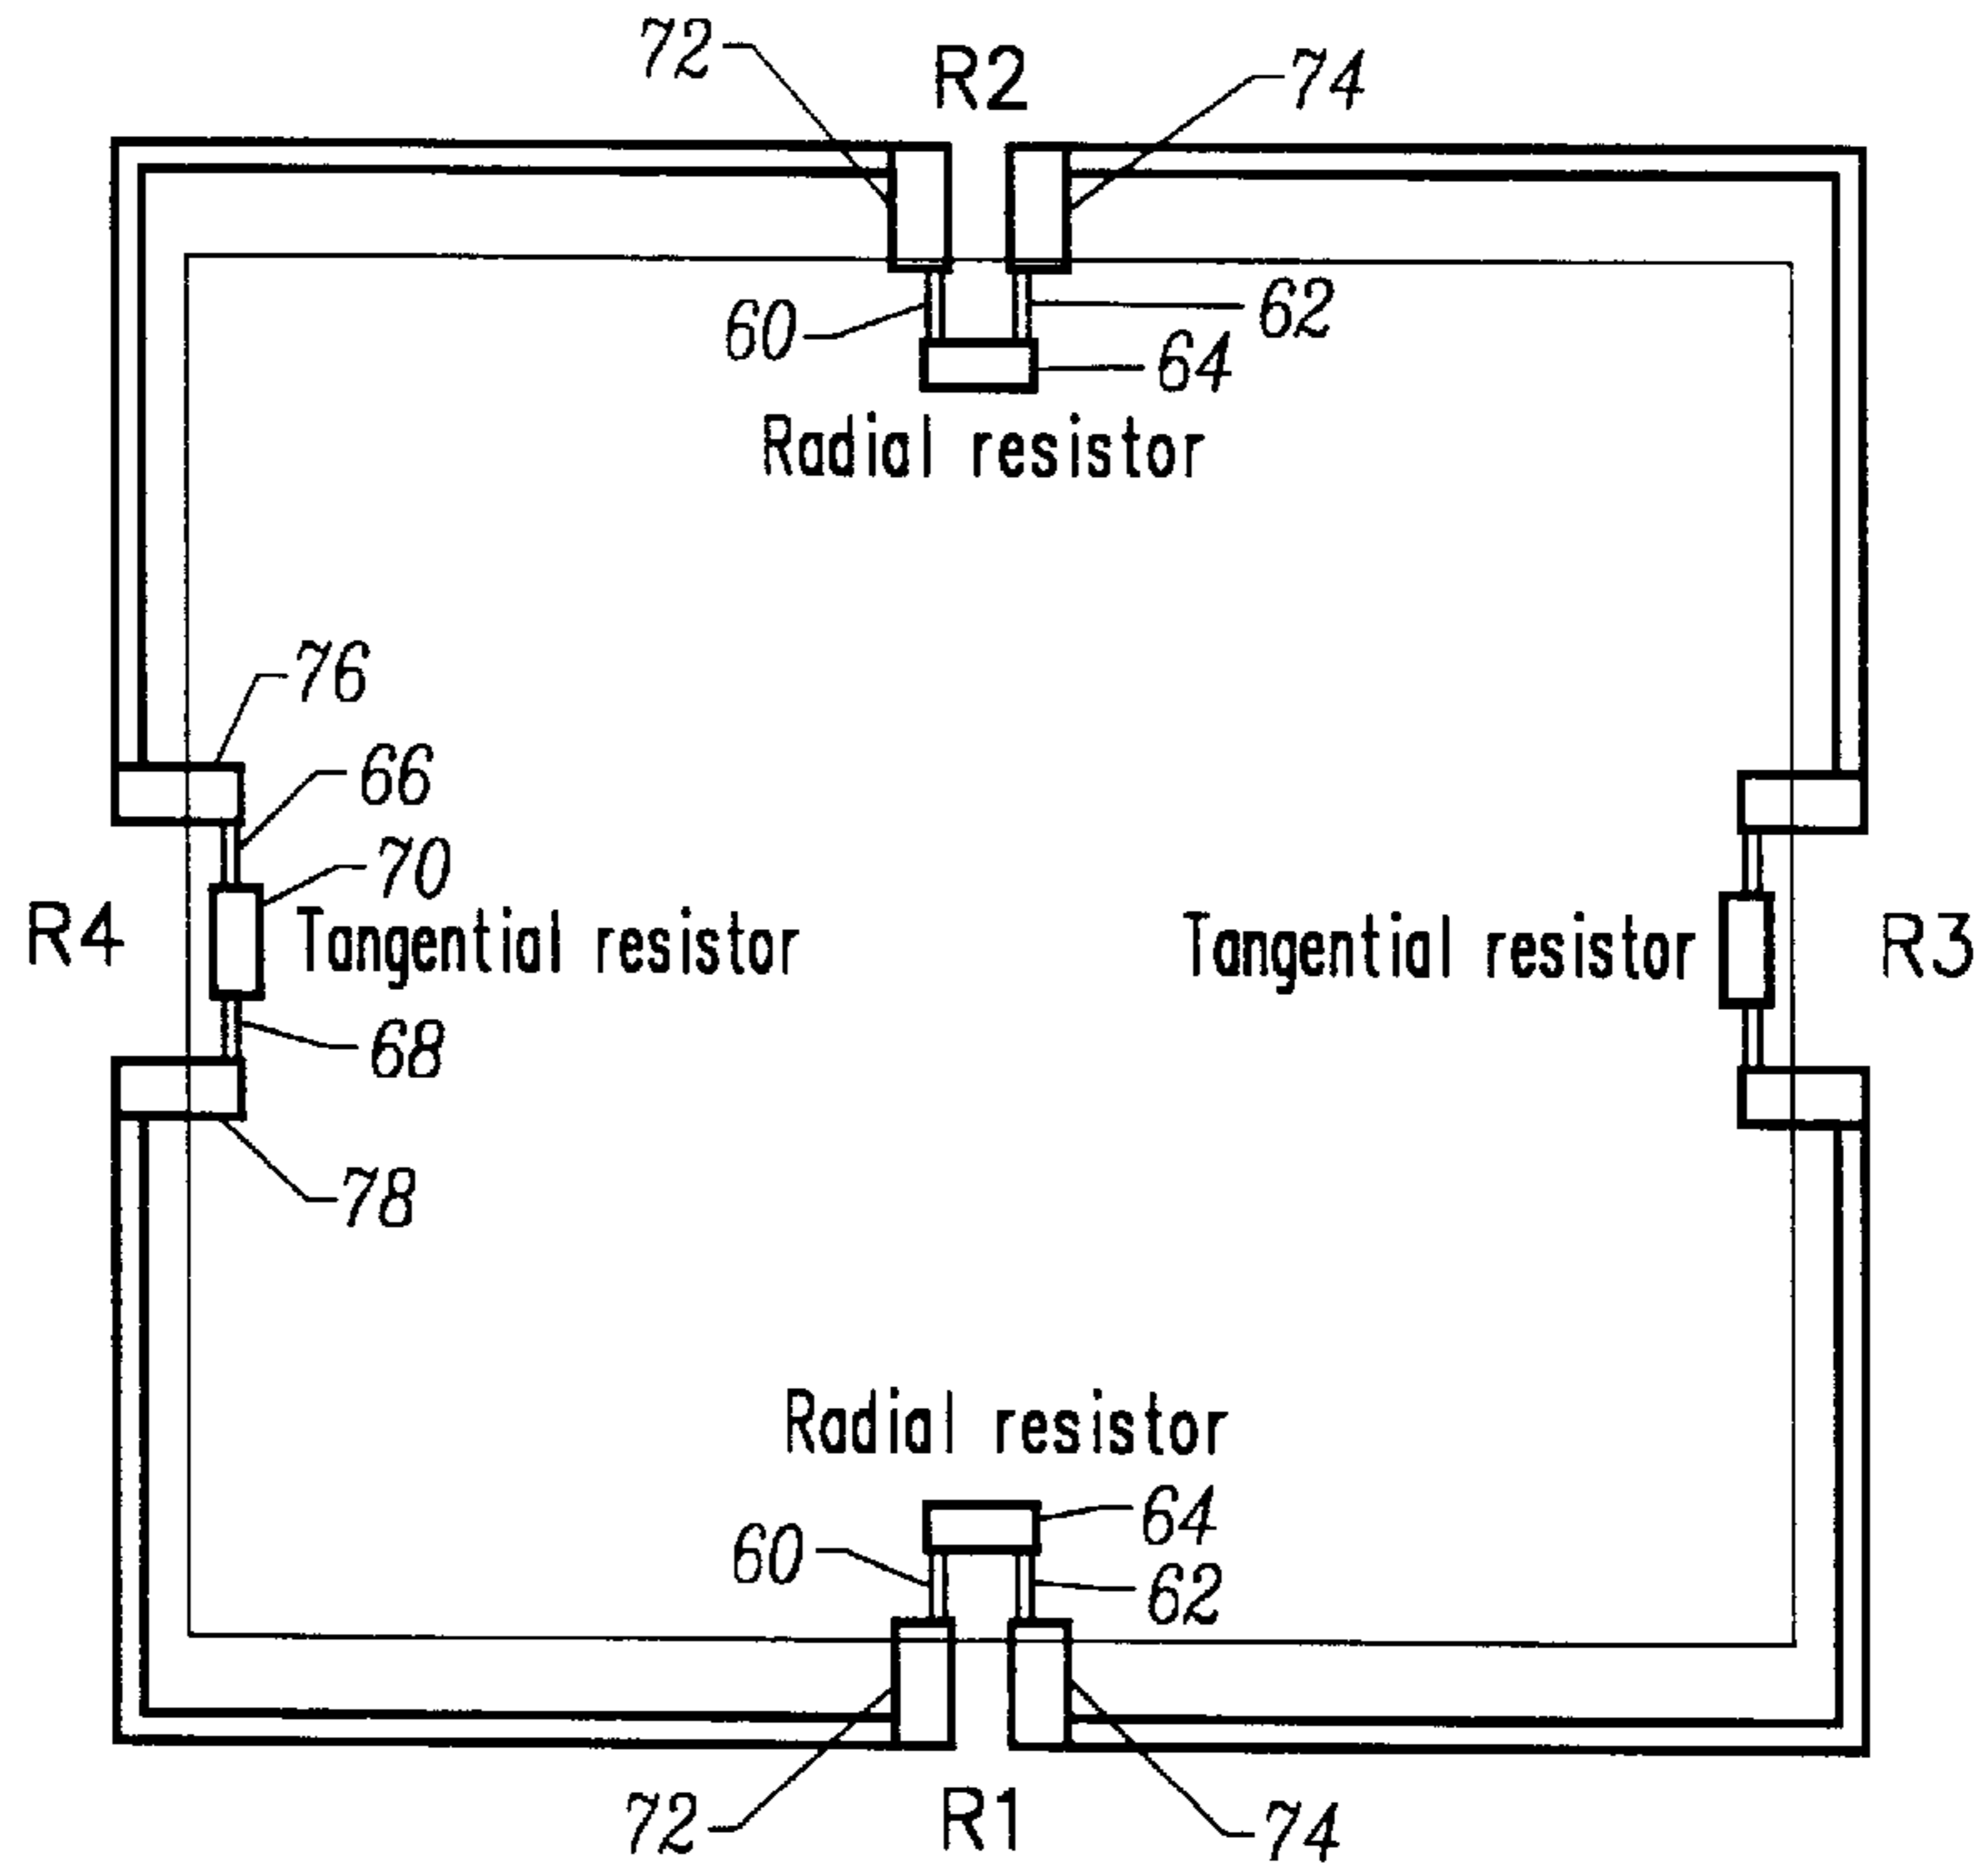 72
R2
74
60
62
64
Radial resistor
76
66
70
R4
Tangential resistor
Tangential resistor
R3
68
78
Radial resistor
64
60
62
72
R1
74